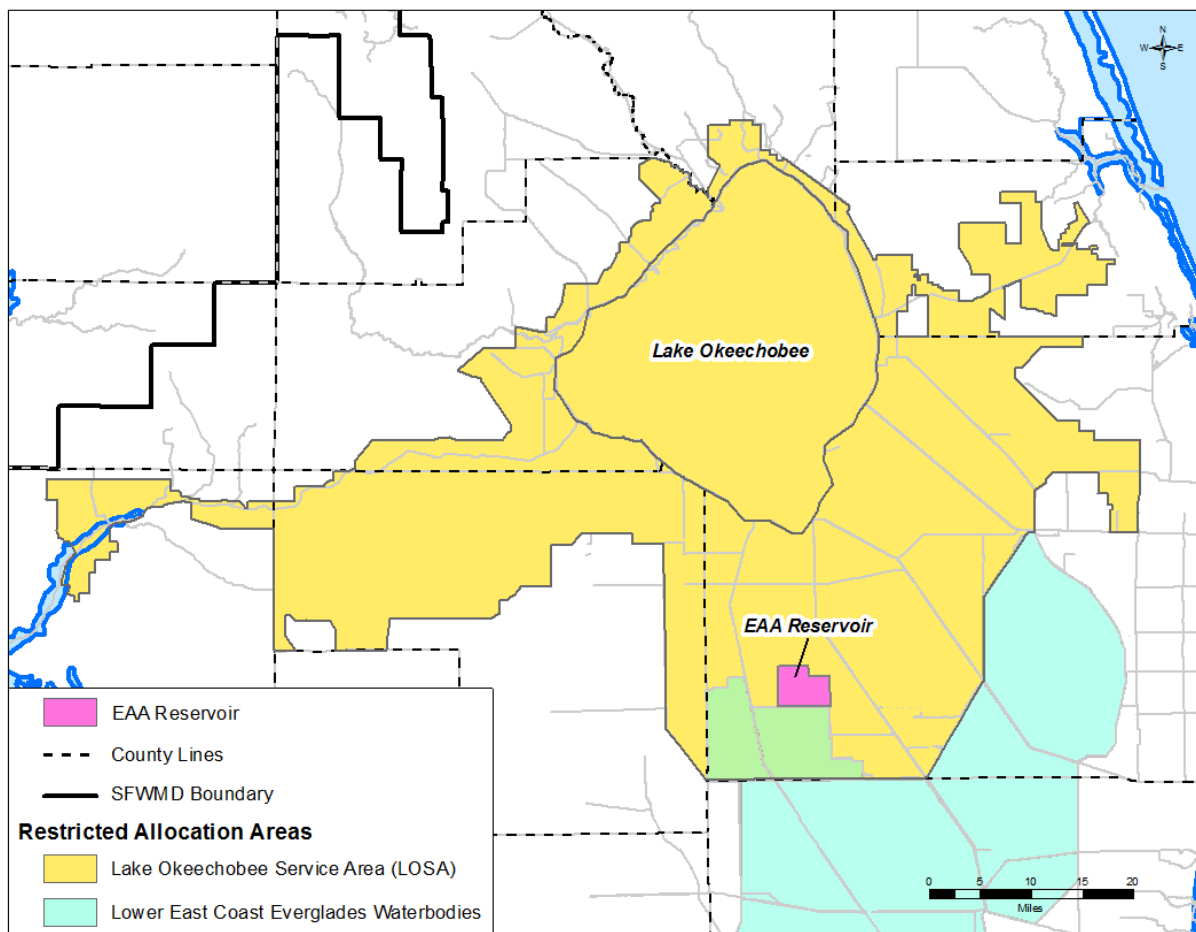 N
W E
S
Lake Okeechobee
EAA Reservoir
EAA Reservoir
County Lines
SFWMD Boundary
Restricted Allocation Areas
Lake Okeechobee Service Area (LOSA)
Lower East Coast Everglades Waterbodies
0 5 10 15 20
Miles